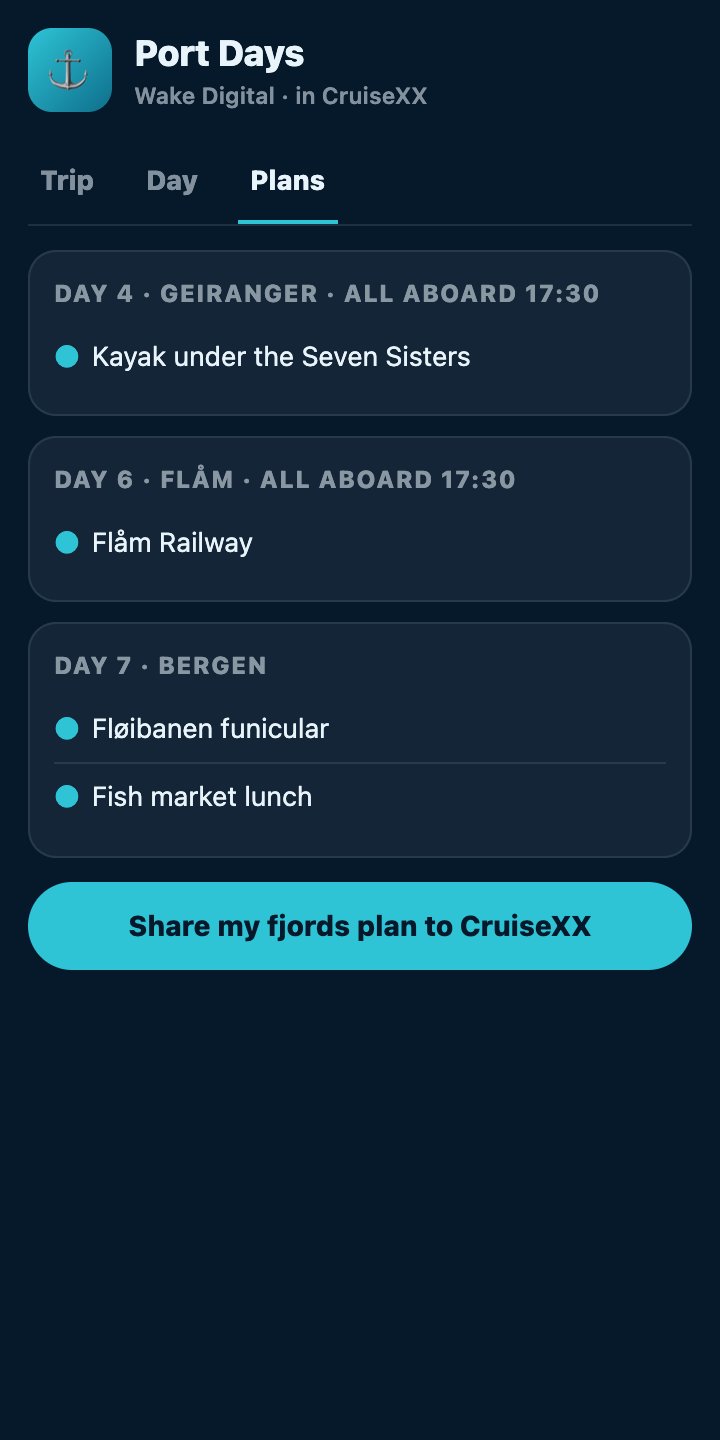 Port Days
Wake Digital · in CruiseXX
Trip Day Plans
DAY 4 · GEIRANGER · ALL ABOARD 17:30
Kayak under the Seven Sisters
DAY 6 · FLÅM · ALL ABOARD 17:30
Flåm Railway
DAY 7 · BERGEN
Fløibanen funicular
Fish market lunch
Share my fjords plan to CruiseXX